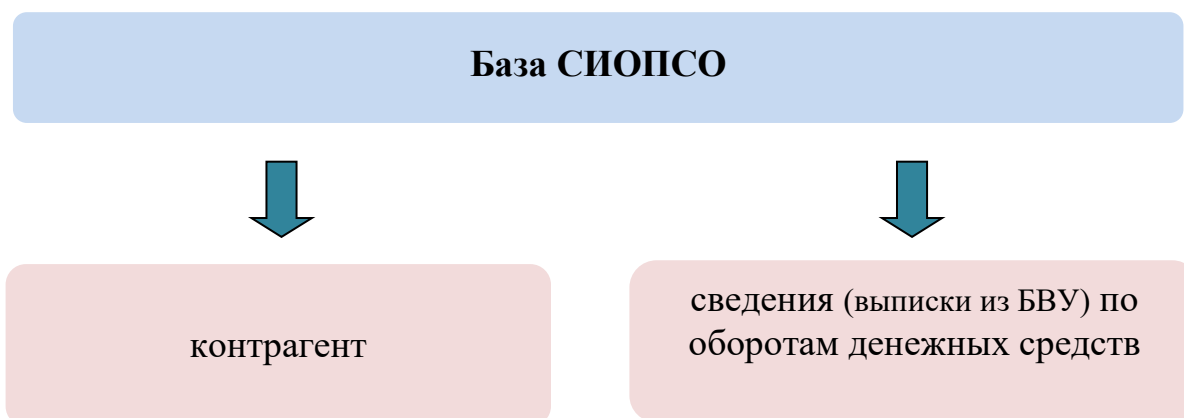 База СИОПСО
контрагент
сведения (выписки из БВУ) по
оборотам денежных средств